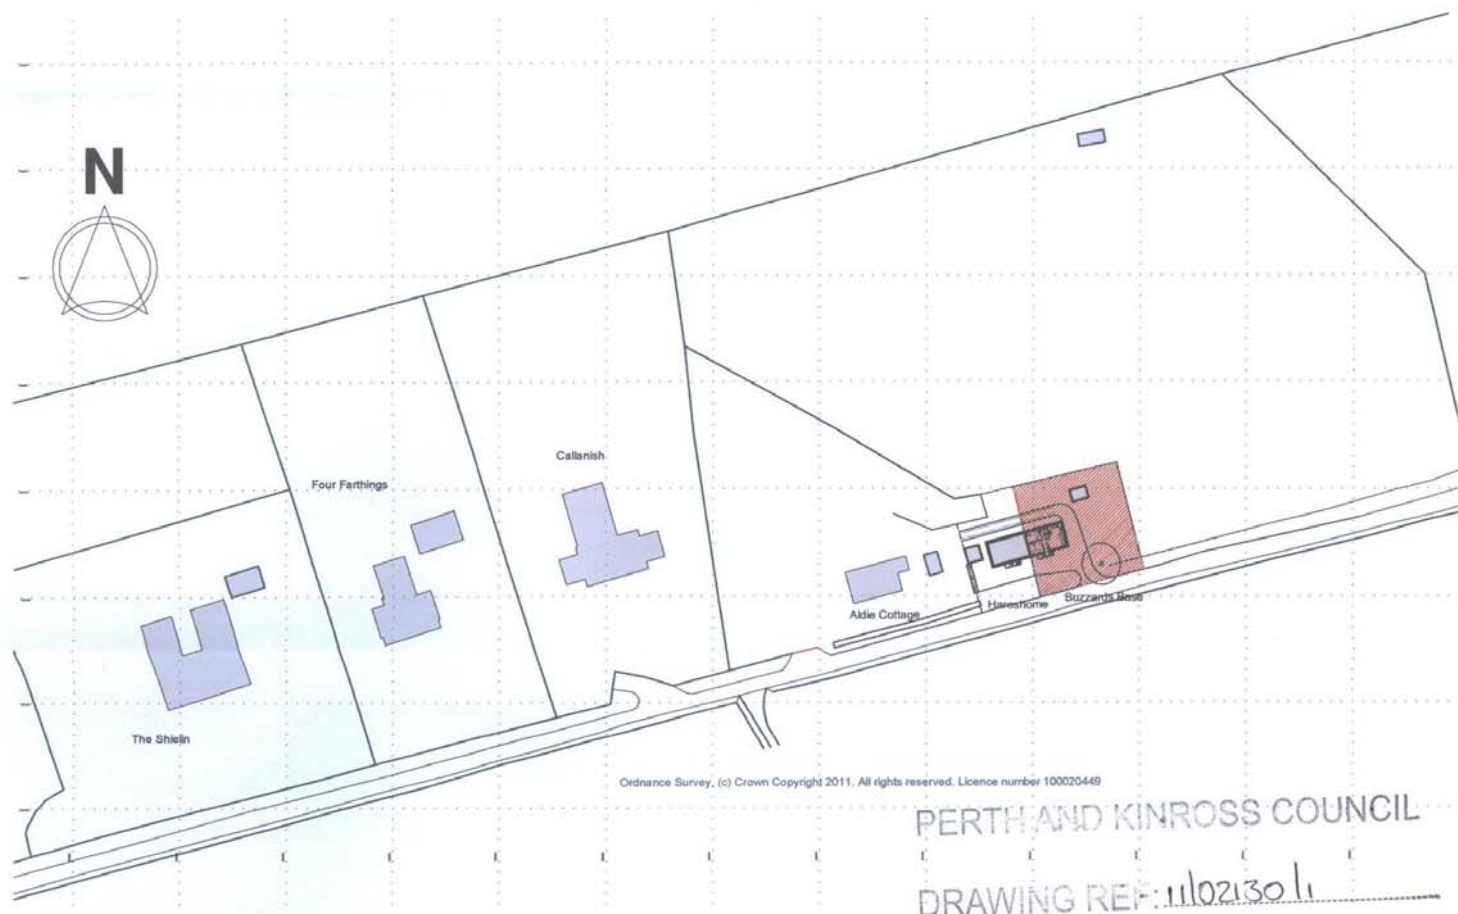 N
Callanish
Four Farthings
Aldie Cottage
Hareshome
Buzzards Base
The Shielin
Ordnance Survey, (c) Crown Copyright 2011. All rights reserved. Licence number 100020449
PERTH AND KINROSS COUNCIL
DRAWING REF: 11/02130/1